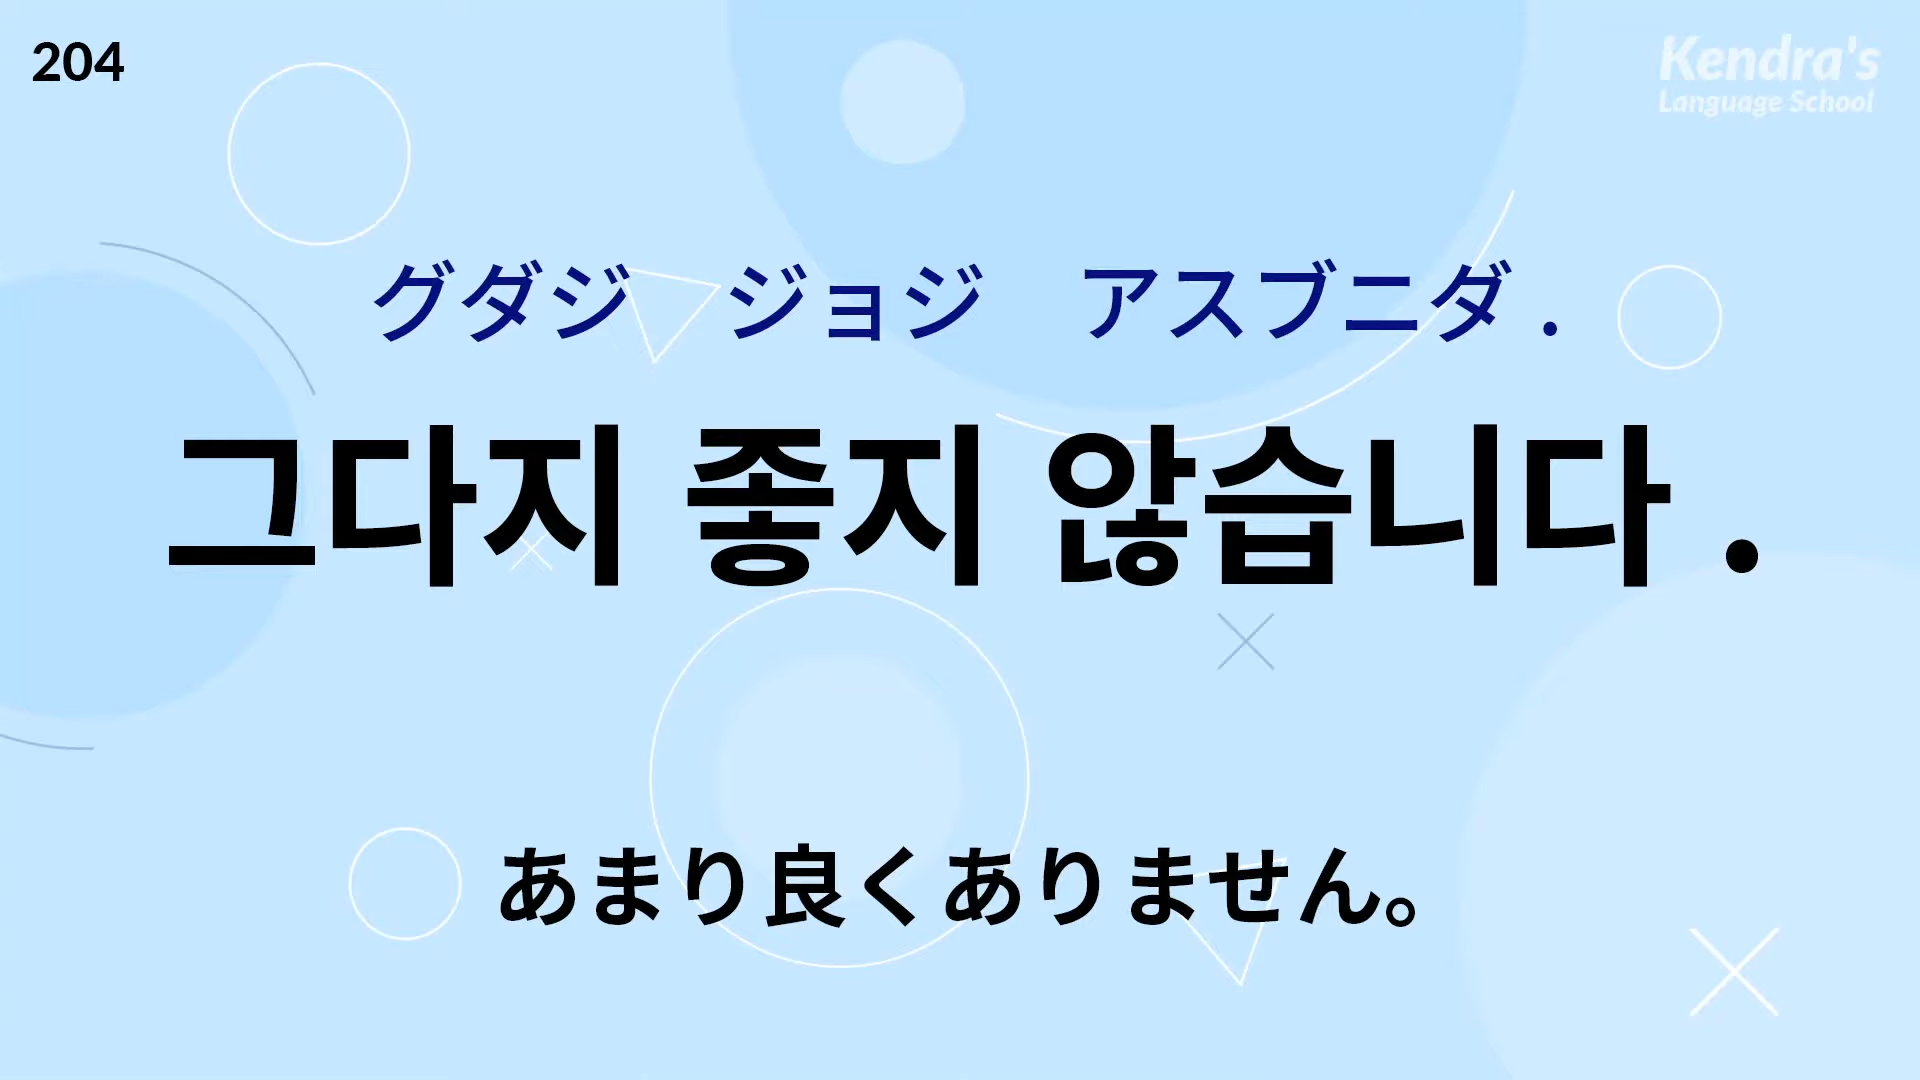 204
Kendra's
Language School
グダジ　ジョジ　アスブニダ .
그다지 좋지 않습니다 .
あまり良くありません。